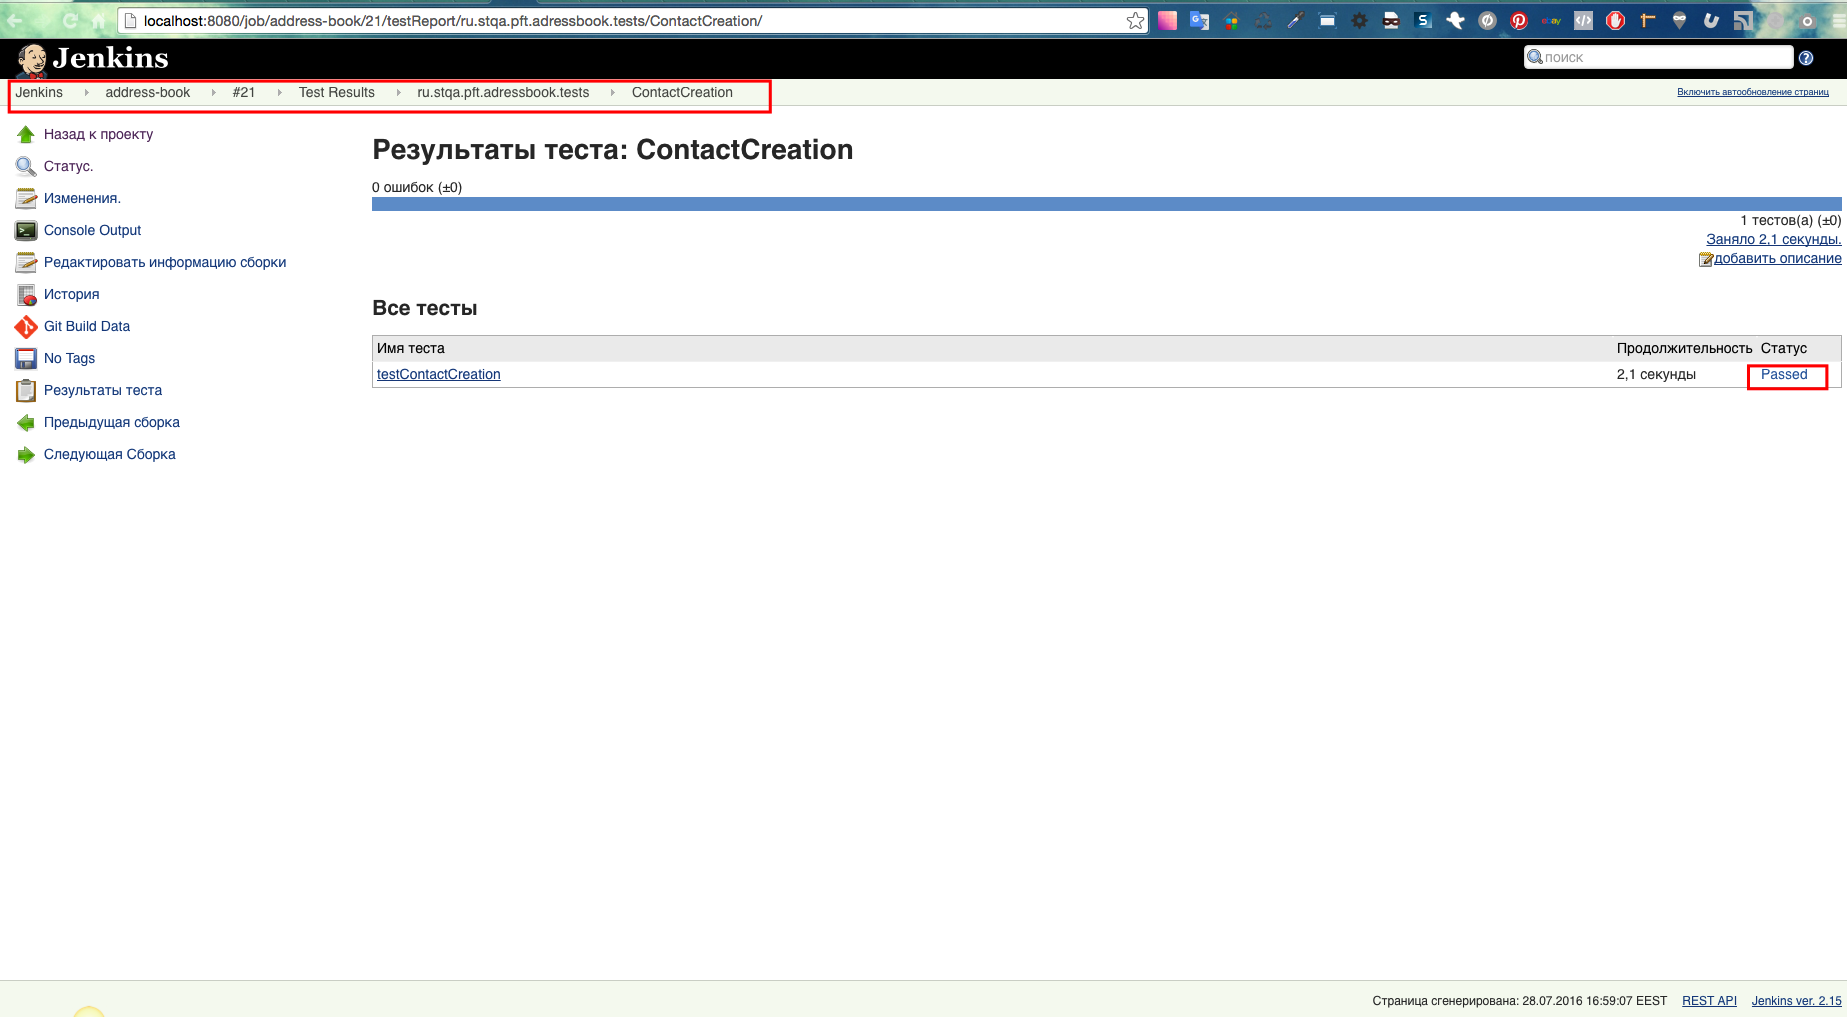 localhost:8080/job/address-book/21/testReport/ru.stqa.pft.adressbook.tests/ContactCreation/
Jenkins
поиск
Jenkins address-book #21 Test Results ru.stqa.pft.adressbook.tests ContactCreation
Включить автообновление страниц
Назад к проекту
Статус.
Изменения.
Console Output
Редактировать информацию сборки
История
Git Build Data
No Tags
Результаты теста
Предыдущая сборка
Следующая Сборка
Результаты теста: ContactCreation
0 ошибок (±0)
1 тестов(а) (±0)
Заняло 2,1 секунды.
добавить описание
Все тесты
Имя теста Продолжительность Статус
testContactCreation 2,1 секунды Passed
Страница сгенерирована: 28.07.2016 16:59:07 EEST REST API Jenkins ver. 2.15